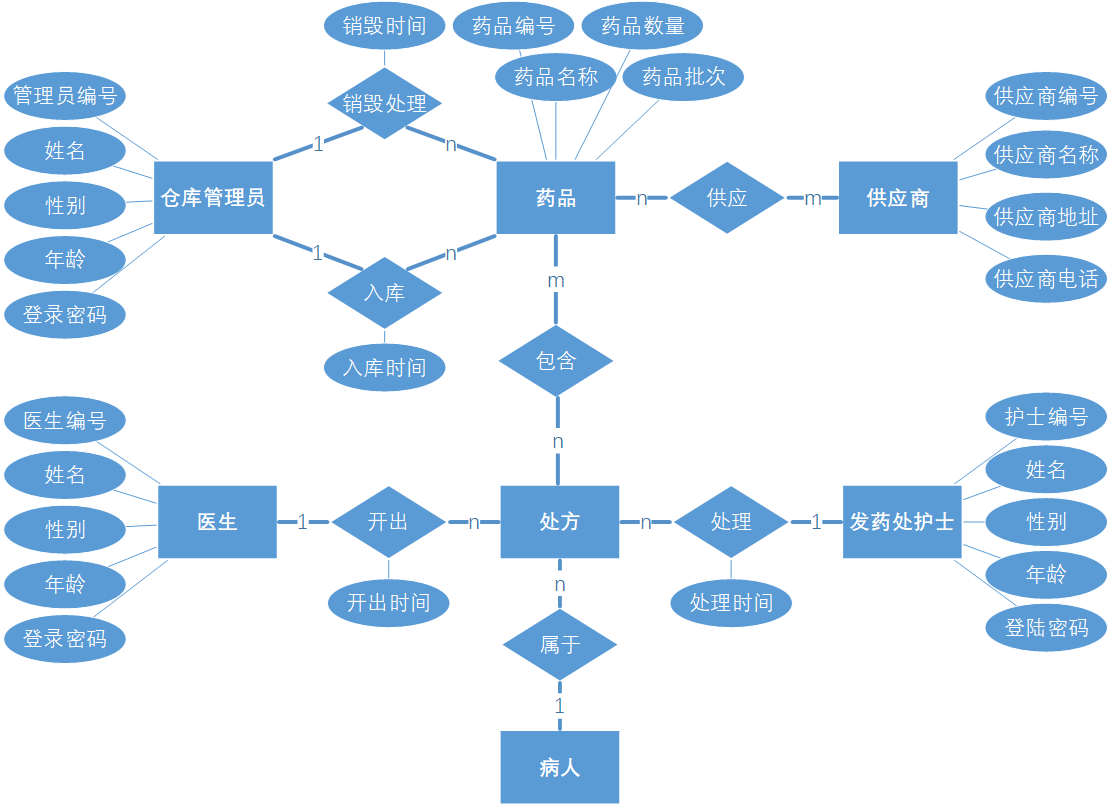 销毁时间
药品编号
药品数量
药品名称
药品批次
销毁处理
管理员编号
姓名
性别
年龄
登录密码
仓库管理员
1
n
药品
n
供应
m
供应商
供应商编号
供应商名称
供应商地址
供应商电话
1
n
入库
入库时间
m
包含
n
医生编号
姓名
性别
年龄
登录密码
医生
1
开出
n
处方
n
处理
1
发药处护士
护士编号
姓名
性别
年龄
登陆密码
开出时间
处理时间
n
属于
1
病人